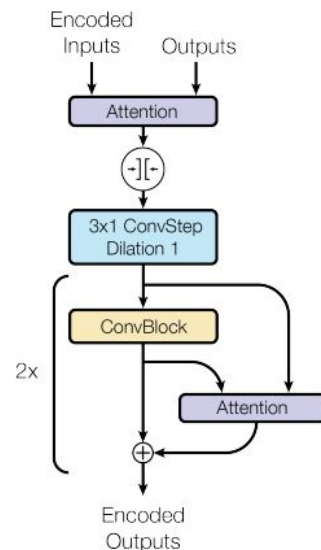 Encoded
Inputs
Outputs
Attention
→][←
3x1 ConvStep
Dilation 1
ConvBlock
2x
Attention
+
Encoded
Outputs